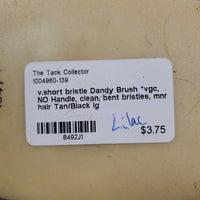 The Tack Collector
1004960-139
v.short bristle Dandy Brush *vgc,
NO Handle, clean, bent bristles, mnr
hair Tan/Black lg
Lilac
$3.75
8492J1